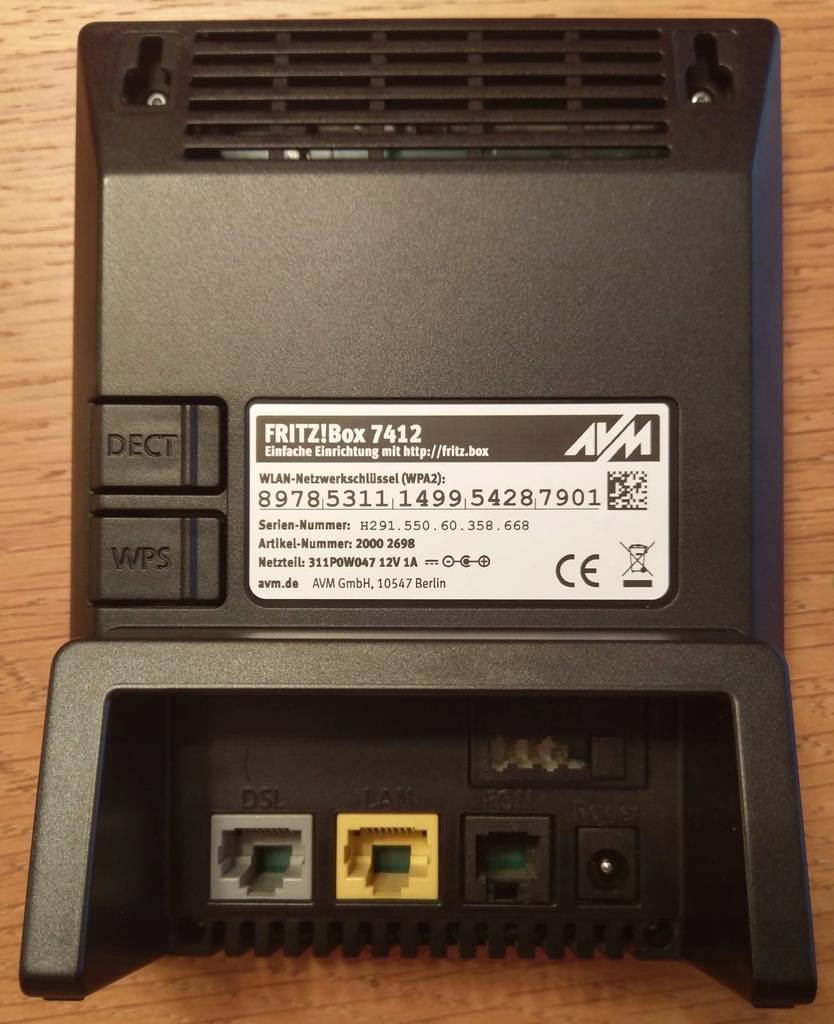 FRITZ!Box 7412
Einfache Einrichtung mit http://fritz.box
AVM
WLAN-Netzwerkschlüssel (WPA2):
8978 5311 1499 5428 7901
Serien-Nummer: H291.550.60.358.668
Artikel-Nummer: 2000 2698
Netzteil: 311P0W047 12V 1A
avm.de AVM GmbH, 10547 Berlin
CE
DECT
WPS
DSL LAN FON Power